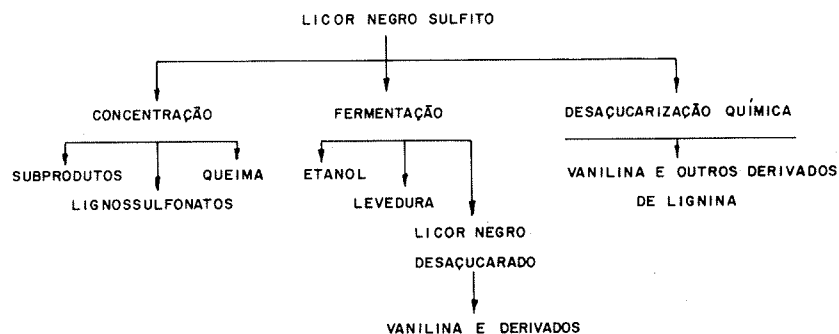 LICOR NEGRO SULFITO
CONCENTRAÇÃO
FERMENTAÇÃO
DESAÇUCARIZAÇÃO QUÍMICA
SUBPRODUTOS
QUEIMA
LIGNOSSULFONATOS
ETANOL
LEVEDURA
LICOR NEGRO
DESAÇUCARADO
VANILINA E DERIVADOS
VANILINA E OUTROS DERIVADOS
DE LIGNINA